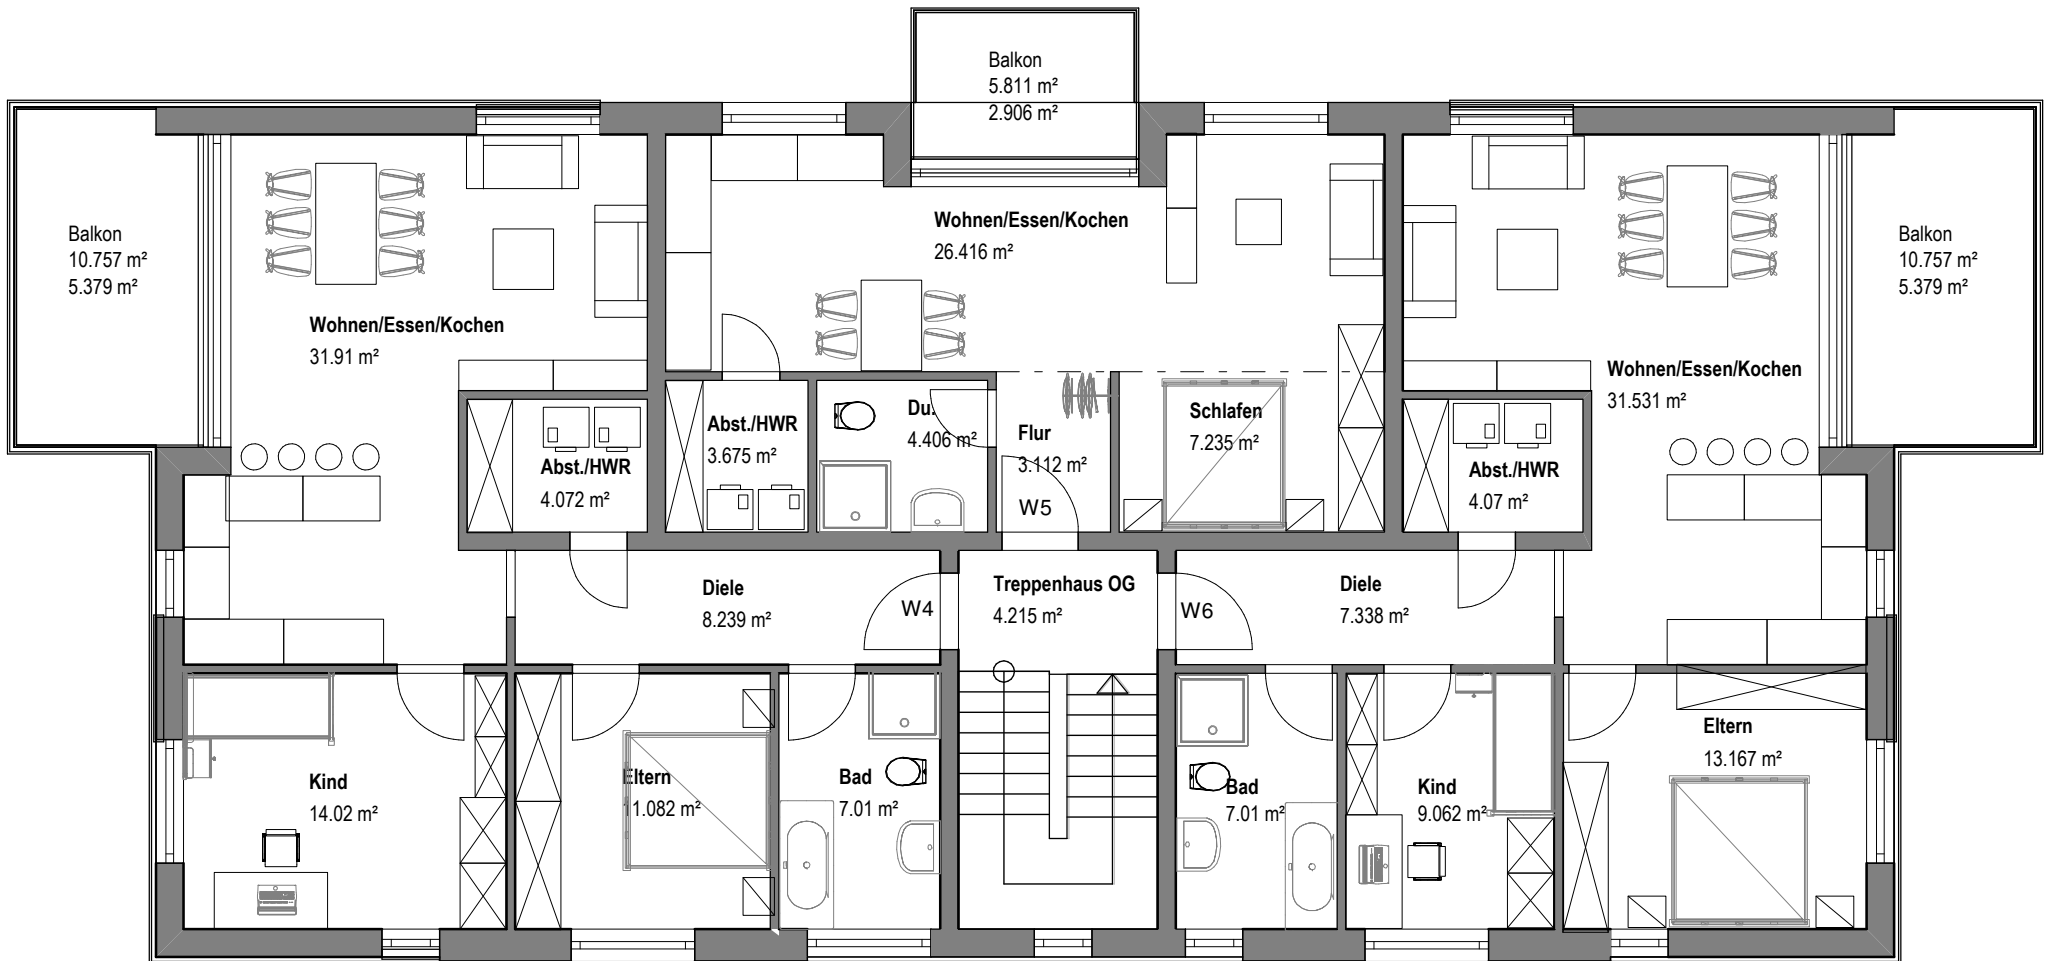 Balkon
5.811 m²
2.906 m²
Balkon
10.757 m²
5.379 m²
Wohnen/Essen/Kochen
31.91 m²
Wohnen/Essen/Kochen
26.416 m²
Balkon
10.757 m²
5.379 m²
Wohnen/Essen/Kochen
31.531 m²
Abst./HWR
4.072 m²
Abst./HWR
3.675 m²
Du.
4.406 m²
Flur
3.112 m²
W5
Schlafen
7.235 m²
Abst./HWR
4.07 m²
Diele
8.239 m²
W4
Treppenhaus OG
4.215 m²
W6
Diele
7.338 m²
Kind
14.02 m²
Eltern
11.082 m²
Bad
7.01 m²
Bad
7.01 m²
Kind
9.062 m²
Eltern
13.167 m²